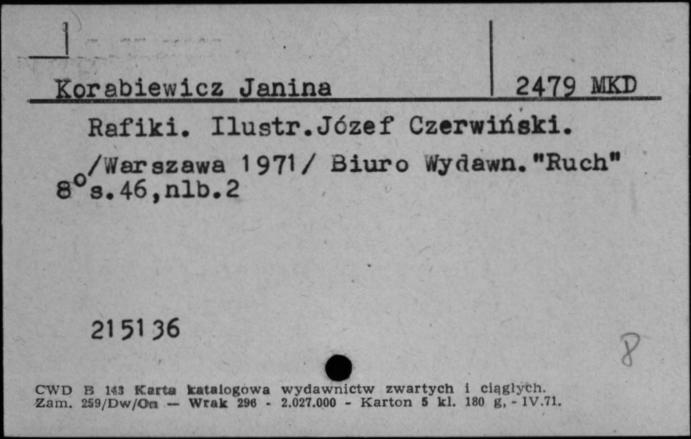 Korabiewicz Janina 2479 MKD
Rafiki. Ilustr.Józef Czerwiński.
/Warszawa 1971/ Biuro Wydawn."Ruch"
8° s.46,nlb.2
215136
8
CWD B 143 Karta katalogowa wydawnictw zwartych i ciągłych.
Zam. 259/Dw/On — Wrak 296 - 2.027.000 - Karton 5 kl. 180 g, - IV.71.